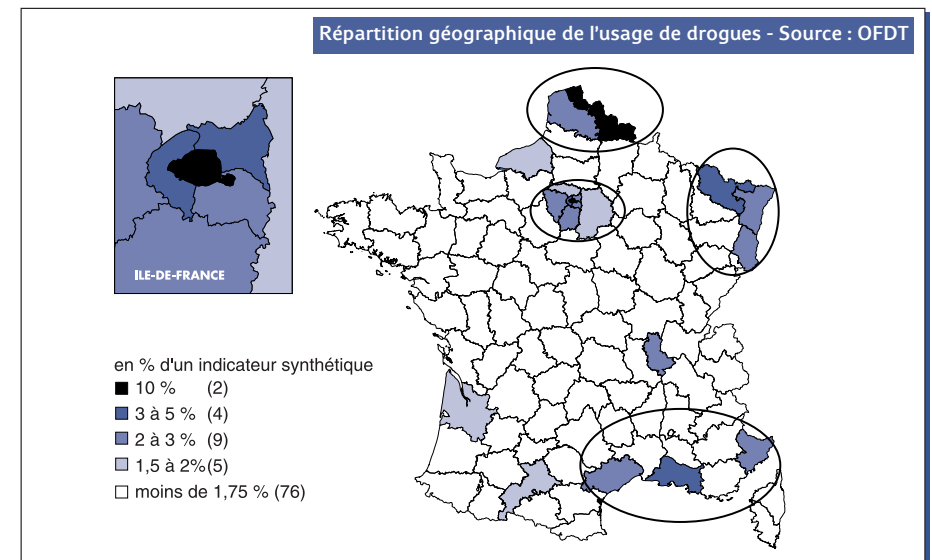 Répartition géographique de l'usage de drogues - Source : OFDT
ILE-DE-FRANCE
en % d'un indicateur synthétique
10 % (2)
3 à 5 % (4)
2 à 3 % (9)
1,5 à 2%(5)
moins de 1,75 % (76)